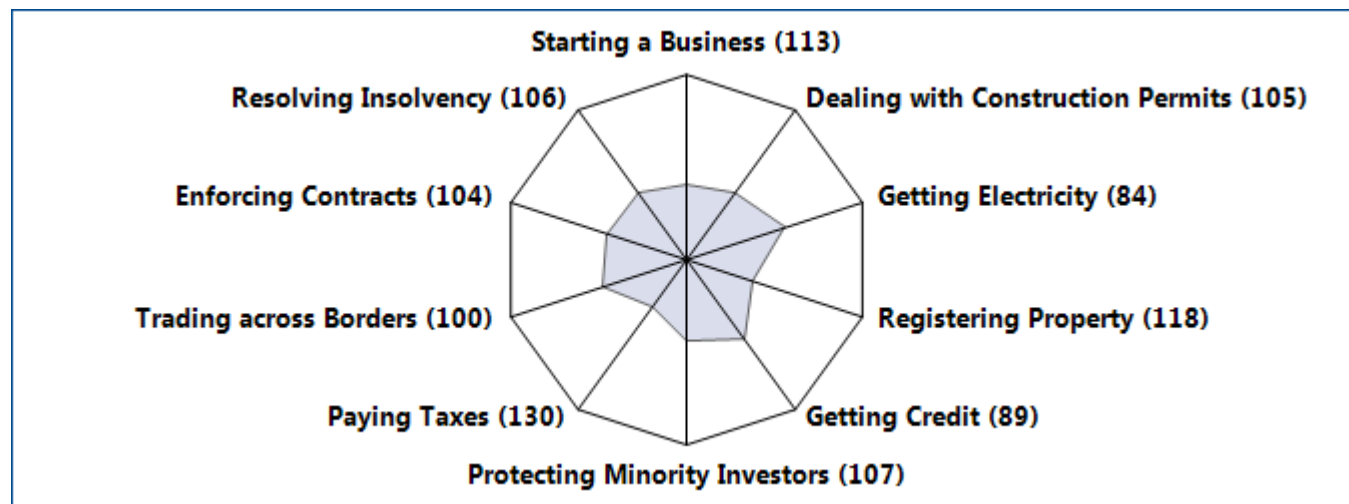 Starting a Business (113)
Resolving Insolvency (106)
Dealing with Construction Permits (105)
Enforcing Contracts (104)
Getting Electricity (84)
Trading across Borders (100)
Registering Property (118)
Paying Taxes (130)
Getting Credit (89)
Protecting Minority Investors (107)